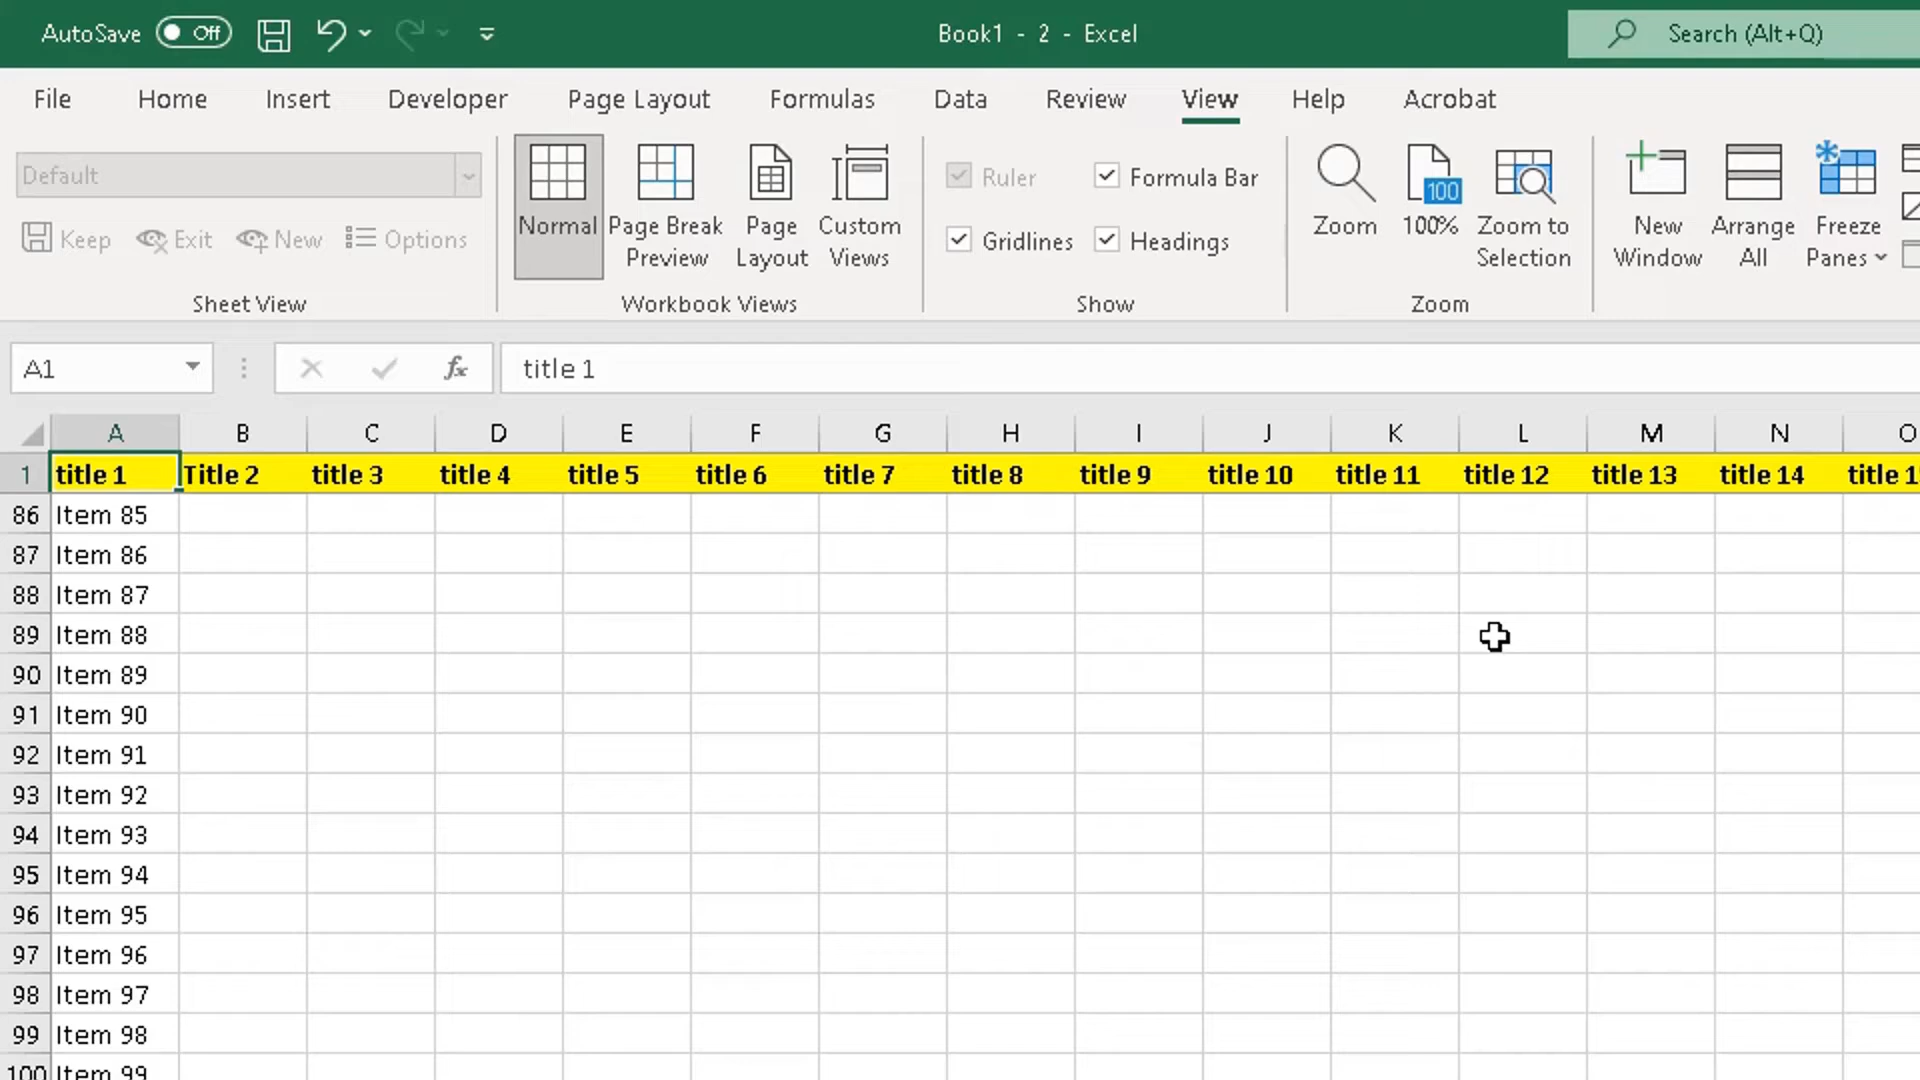 AutoSave Off Book1 - 2 - Excel Search (Alt+Q)
File Home Insert Developer Page Layout Formulas Data Review View Help Acrobat
Default
Keep Exit New Options
Sheet View
Normal Page Break Preview Page Layout Custom Views
Workbook Views
Ruler Formula Bar
Gridlines Headings
Show
Zoom 100 100% Zoom to Selection
Zoom
New Window Arrange All Freeze Panes
A1 fx title 1
A B C D E F G H I J K L M N O
1 title 1 Title 2 title 3 title 4 title 5 title 6 title 7 title 8 title 9 title 10 title 11 title 12 title 13 title 14 title
86 Item 85
87 Item 86
88 Item 87
89 Item 88
90 Item 89
91 Item 90
92 Item 91
93 Item 92
94 Item 93
95 Item 94
96 Item 95
97 Item 96
98 Item 97
99 Item 98
100 Item 99